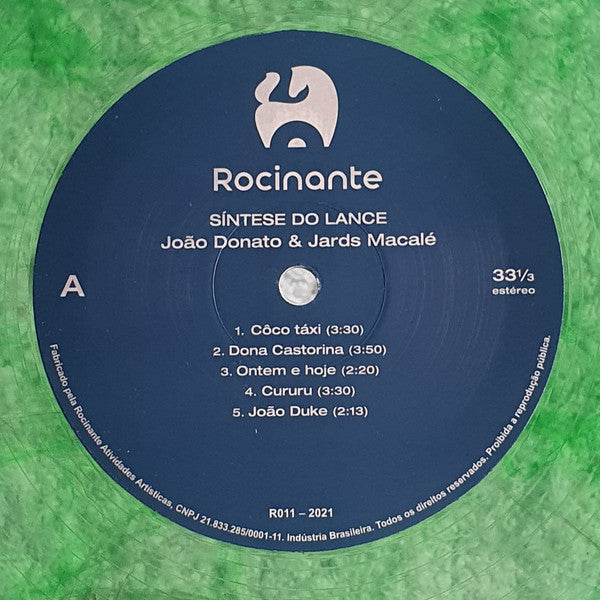 Rocinante
SÍNTESE DO LANCE
João Donato & Jards Macalé
A
33⅓
estéreo
1. Côco táxi (3:30)
2. Dona Castorina (3:50)
3. Ontem e hoje (2:20)
4. Cururu (3:30)
5. João Duke (2:13)
R011 – 2021
Fabricado pela Rocinante Atividades Artísticas, CNPJ 21.833.285/0001-11. Indústria Brasileira. Todos os direitos reservados. Proibida a reprodução pública.